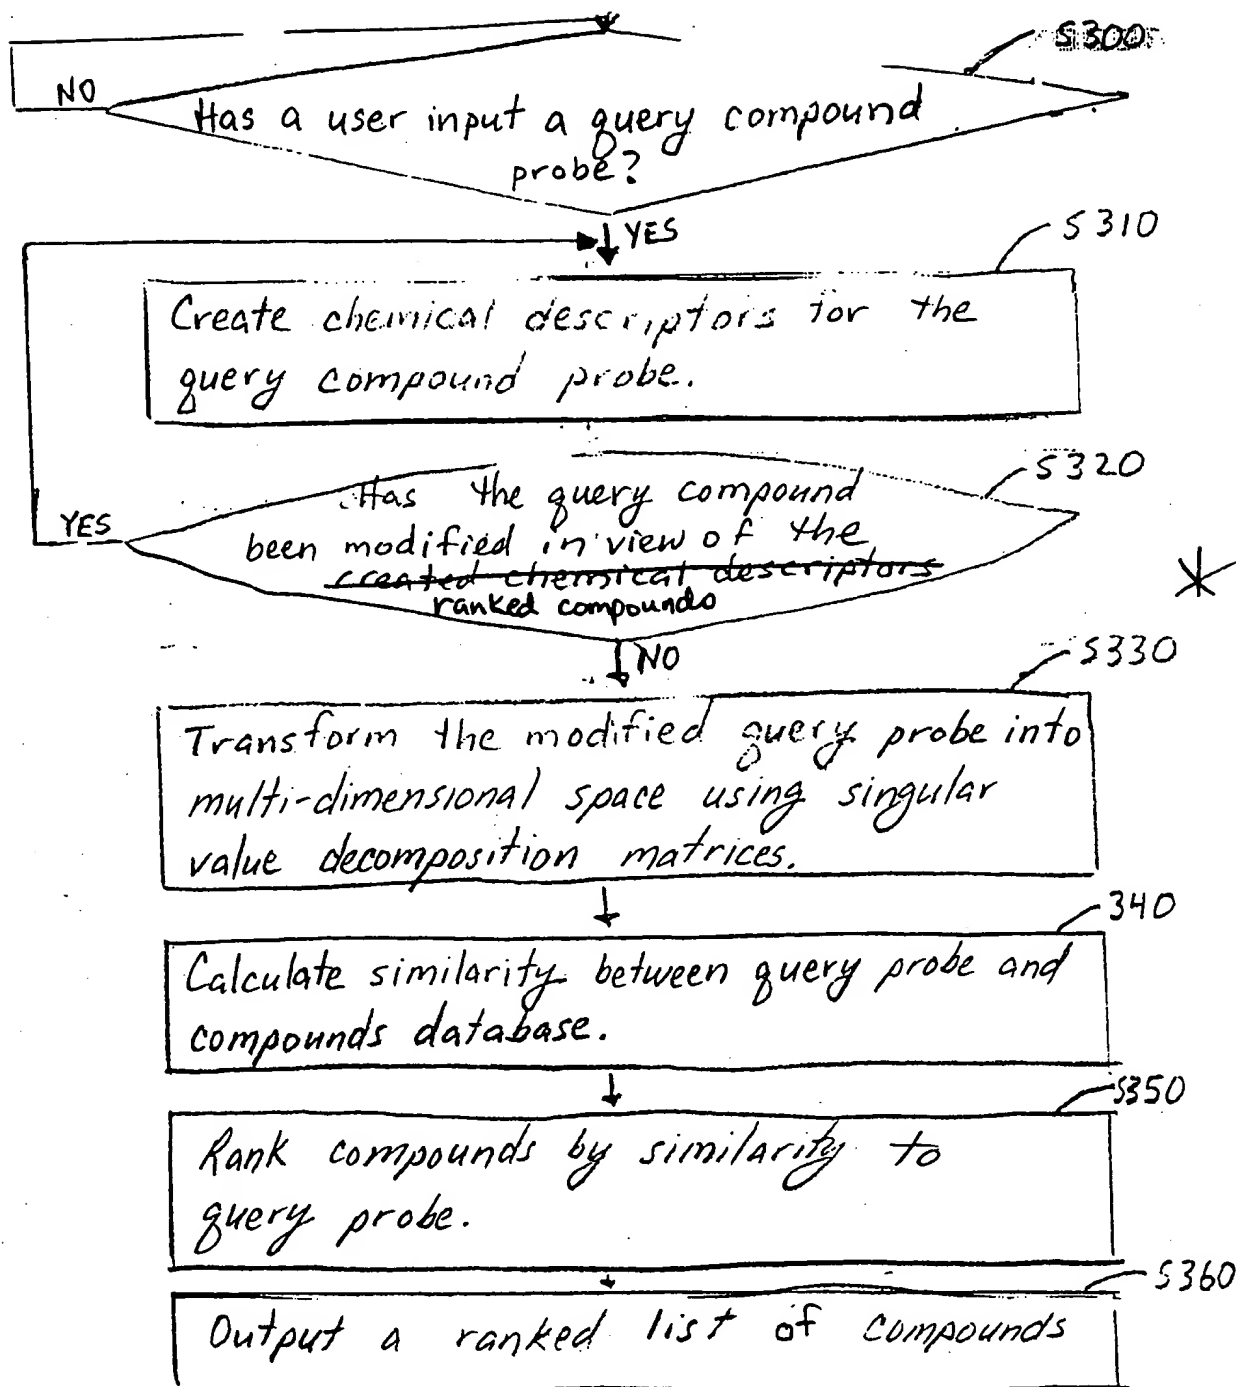 S300
NO
Has a user input a query compound
probe?
YES
S310
Create chemical descriptors for the
query compound probe.
S320
Has the query compound
YES
been modified in view of the
created chemical descriptors
ranked compounds
NO
S330
Transform the modified query probe into
multi-dimensional space using singular
value decomposition matrices.
340
Calculate similarity between query probe and
compounds database.
S350
Rank compounds by similarity to
query probe.
S360
Output a ranked list of compounds